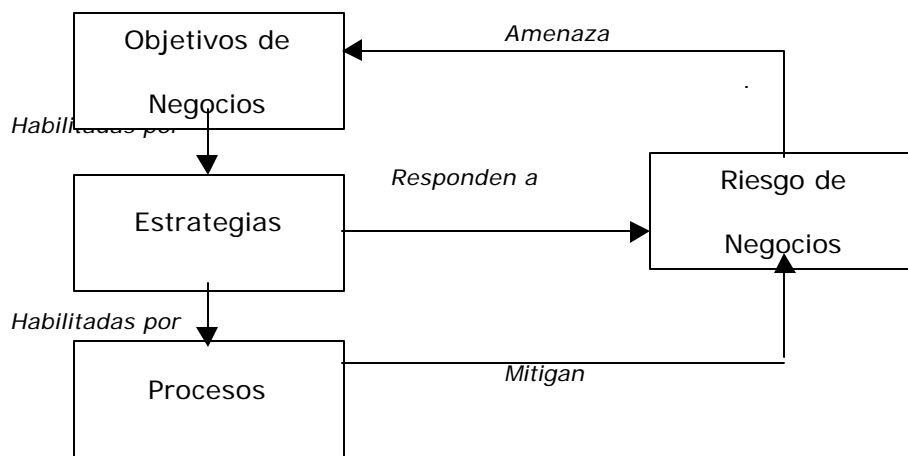 Objetivos de
Negocios
Amenaza
Habilitadas por
Estrategias
Responden a
Riesgo de
Negocios
Habilitadas por
Procesos
Mitigan